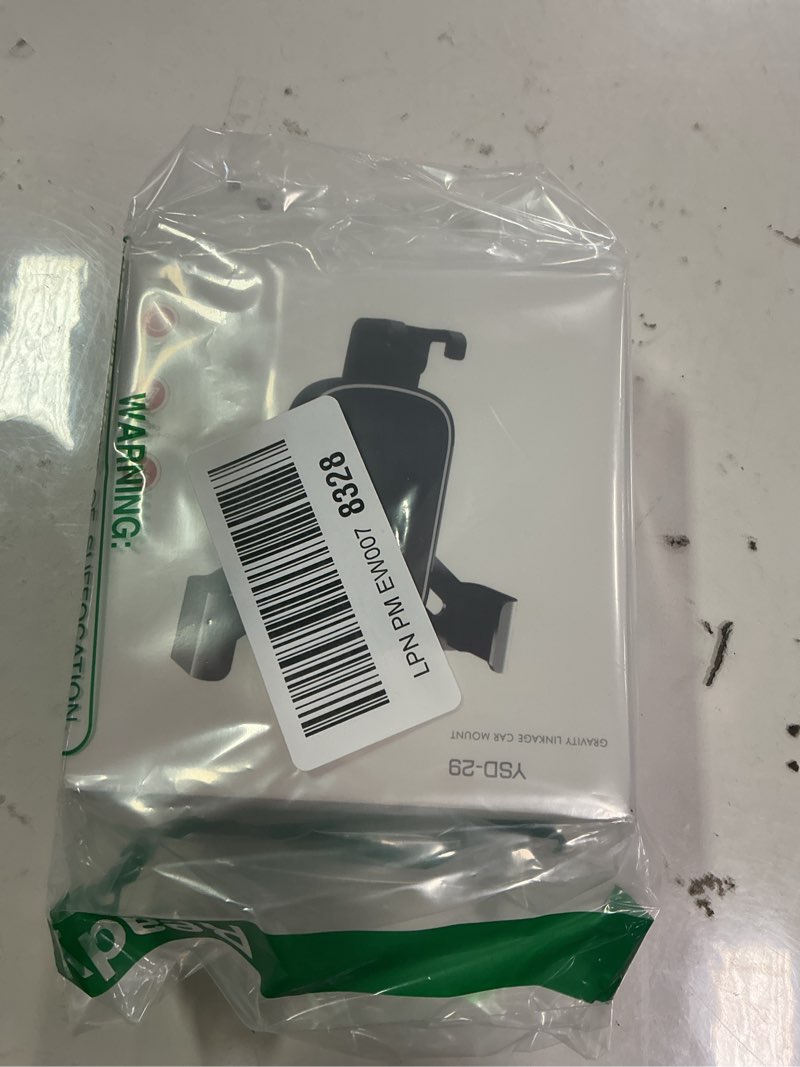 WARNING:
OF SUFFOCATION
LPN PM EW007 8328
GRAVITY LINKAGE CAR MOUNT
YSD-29